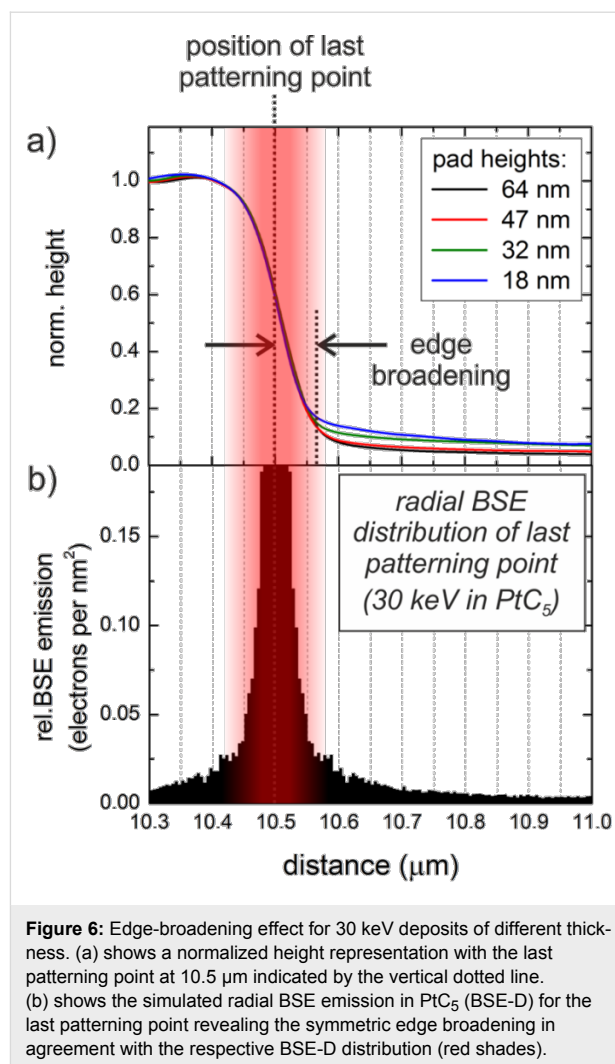 position of last
patterning point
a)
pad heights:
64 nm
47 nm
32 nm
18 nm
1.0
0.8
0.6
0.4
0.2
0.0
norm. height
edge
broadening
b)
radial BSE
distribution of last
patterning point
(30 keV in PtC₅)
0.15
0.10
0.05
0.00
rel.BSE emission
(electrons per nm²)
10.3 10.4 10.5 10.6 10.7 10.8 10.9 11.0
distance (µm)
Figure 6: Edge-broadening effect for 30 keV deposits of different thick-
ness. (a) shows a normalized height representation with the last
patterning point at 10.5 µm indicated by the vertical dotted line.
(b) shows the simulated radial BSE emission in PtC₅ (BSE-D) for the
last patterning point revealing the symmetric edge broadening in
agreement with the respective BSE-D distribution (red shades).